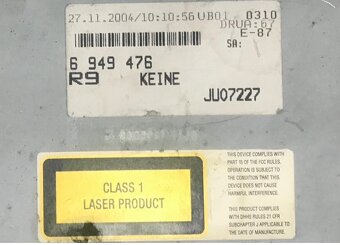 27.11.2004/10:10:56 VB01 0310
DRUA:67
E-87
SA:
6 949 476
R9 KEINE
JU07227
CLASS 1
LASER PRODUCT
THIS DEVICE COMPLIES WITH
PART 15 OF THE FCC RULES.
OPERATION IS SUBJECT TO
THE CONDITION THAT THIS
DEVICE DOES NOT CAUSE
HARMFUL INTERFERENCE.
THIS PRODUCT COMPLIES
WITH DHHS RULES 21 CFR
SUBCHAPTER J APPLICABLE TO
THE DATE OF MANUFACTURE.